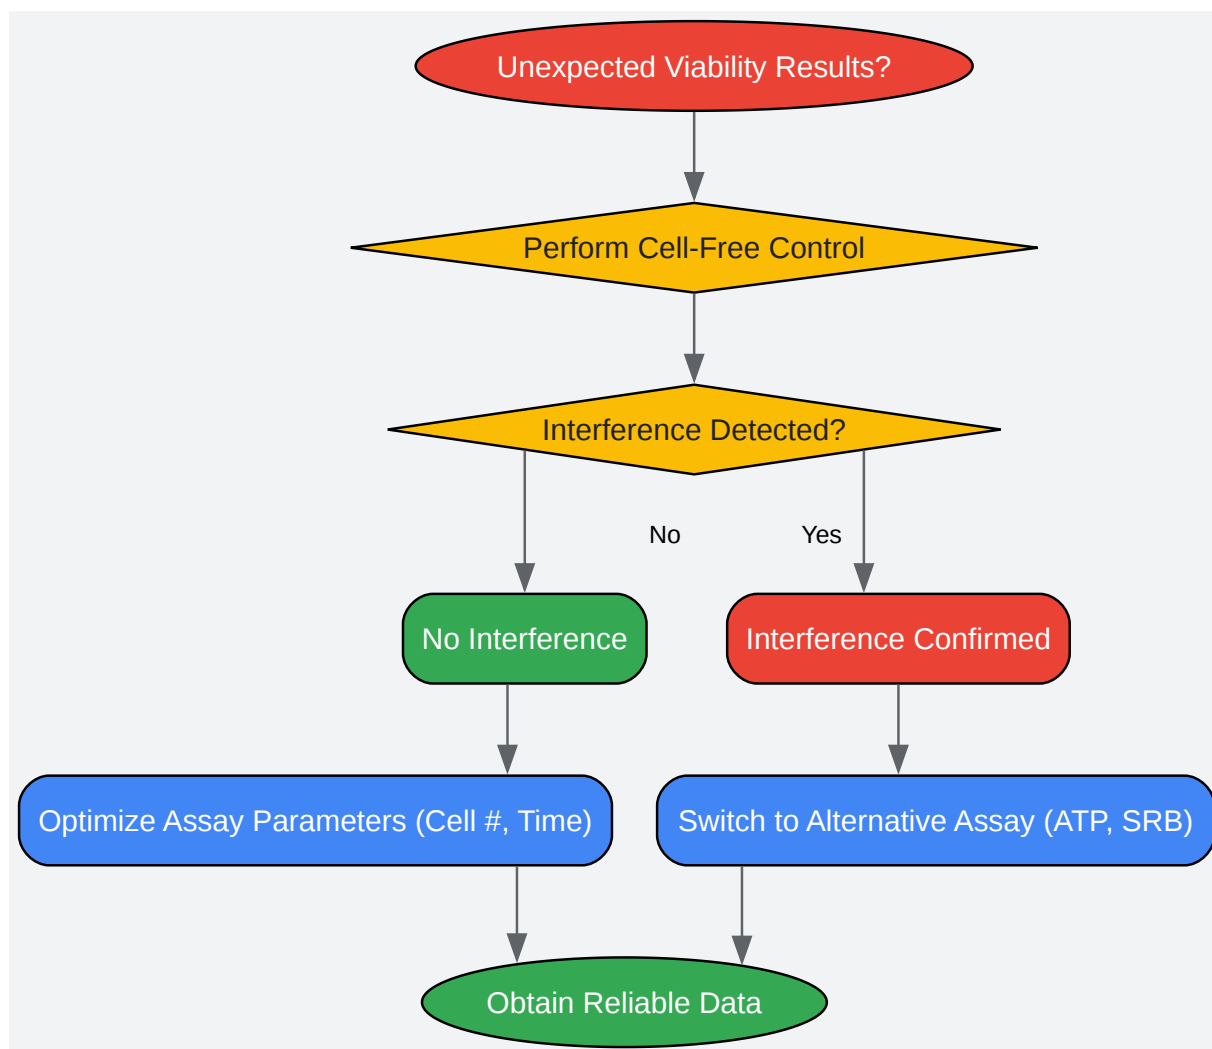 Unexpected Viability Results?
Perform Cell-Free Control
Interference Detected?
No
Yes
No Interference
Interference Confirmed
Optimize Assay Parameters (Cell #, Time)
Switch to Alternative Assay (ATP, SRB)
Obtain Reliable Data